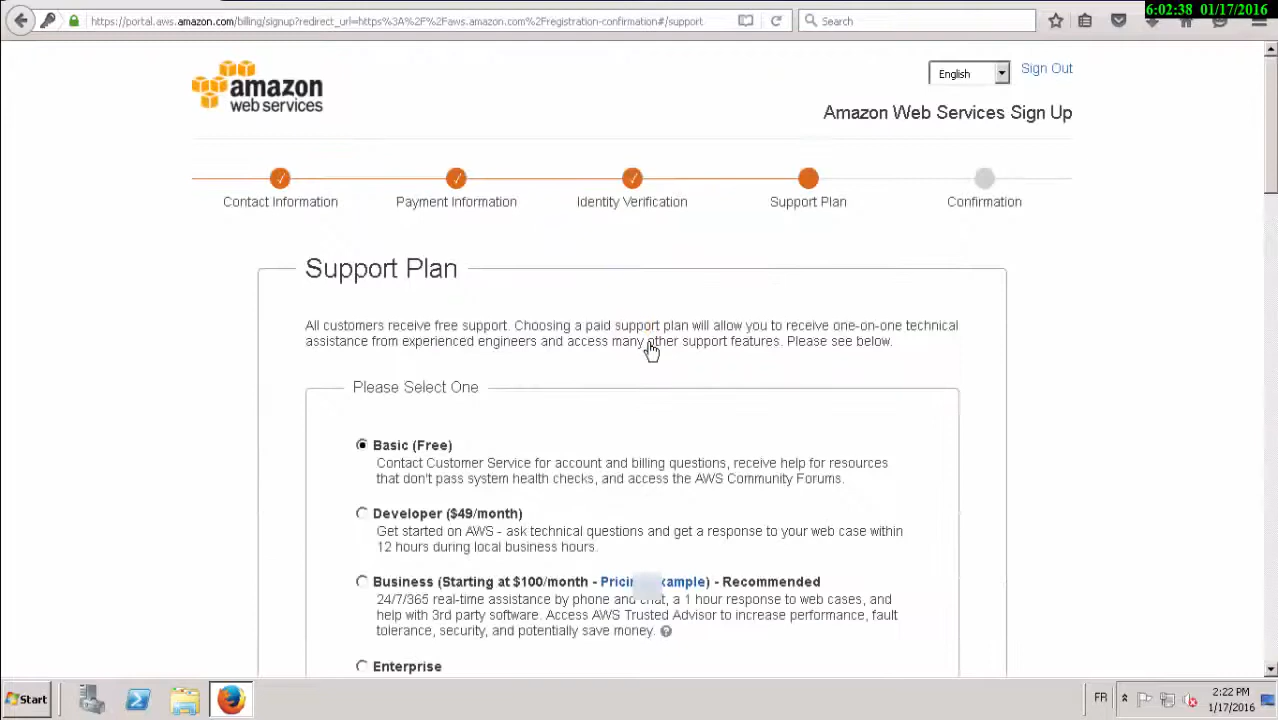 6:02:38 01/17/2016
https://portal.aws.amazon.com/billing/signup?redirect_url=https%3A%2F%2Faws.amazon.com%2Fregistration-confirmation#/support
Search
amazon
web services
English
Sign Out
Amazon Web Services Sign Up
Contact Information
Payment Information
Identity Verification
Support Plan
Confirmation
Support Plan
All customers receive free support. Choosing a paid support plan will allow you to receive one-on-one technical
assistance from experienced engineers and access many other support features. Please see below.
Please Select One
Basic (Free)
Contact Customer Service for account and billing questions, receive help for resources
that don't pass system health checks, and access the AWS Community Forums.
Developer ($49/month)
Get started on AWS - ask technical questions and get a response to your web case within
12 hours during local business hours.
Business (Starting at $100/month - Pricing Example) - Recommended
24/7/365 real-time assistance by phone and chat, a 1 hour response to web cases, and
help with 3rd party software. Access AWS Trusted Advisor to increase performance, fault
tolerance, security, and potentially save money.
Enterprise
Start
FR
2:22 PM
1/17/2016